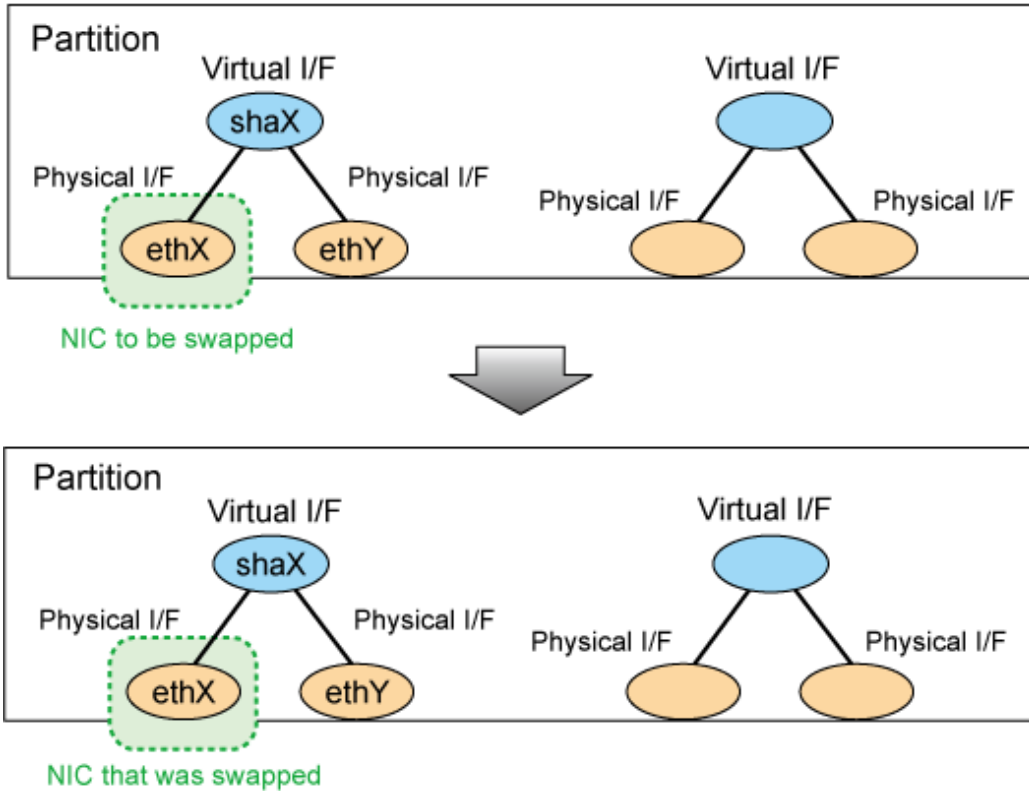 Partition
Virtual I/F
Virtual I/F
shaX
Physical I/F
Physical I/F
Physical I/F
Physical I/F
ethX
ethY
NIC to be swapped
Partition
Virtual I/F
Virtual I/F
shaX
Physical I/F
Physical I/F
Physical I/F
Physical I/F
ethX
ethY
NIC that was swapped